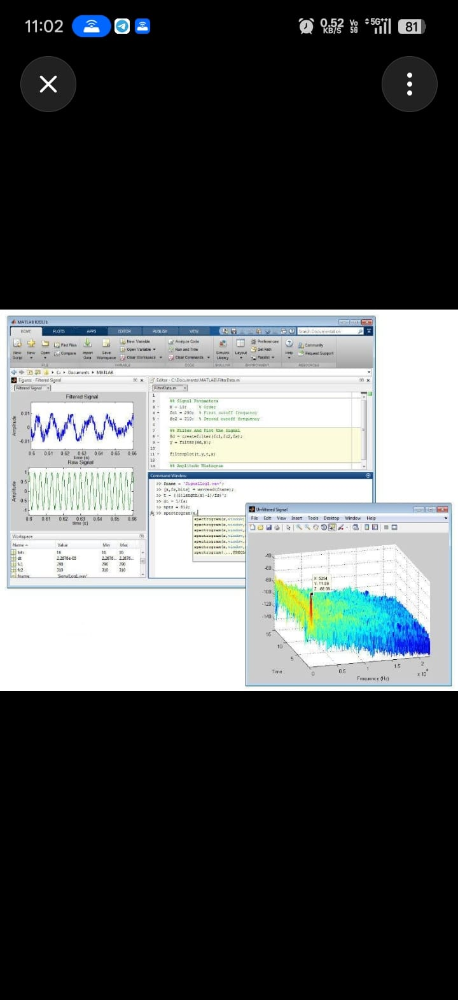 11:02
0.52 KB/S Vo 5G 5G++ 81
MATLAB R2012b
HOME PLOTS APPS EDITOR PUBLISH VIEW Search Documentation
New Script New Open Find Files Compare Import Data Save Workspace New Variable Open Variable Clear Workspace Analyze Code Run and Time Clear Commands Simulink Library Layout Preferences Set Path Parallel Help Community Request Support
FILE VARIABLE CODE SIMULINK ENVIRONMENT RESOURCES
C: Documents MATLAB
Figures - Filtered Signal
Filtered Signal
Filtered Signal
Amplitude
0.01
0
-0.01
0.6 0.61 0.62 0.63 0.64 0.65 0.66
time (s)
Raw Signal
Amplitude
1
0.5
0
-0.5
-1
0.6 0.61 0.62 0.63 0.64 0.65 0.66
time (s)
Workspace
Name Value Min Max
bits 16 16 16
dt 2.2676e-05 2.2676... 2.2676...
fc1 290 290 290
fc2 310 310 310
fname 'SignalLog1.wav'
Editor - C:\Documents\MATLAB\FilterData.m
FilterData.m
1
2 %% Signal Parameters
3 - N = 10; % Order
4 - fc1 = 290; % First cutoff frequency
5 - fc2 = 310; % Second cutoff frequency
6
7 %% Filter and Plot the Signal
8 - Hd = createfilter(fc1,fc2,fs);
9 - y = filter(Hd,x);
10
11 - filterplot(t,y,t,x)
12
13 %% Amplitude Histogram
Command Window
>> fname = 'SignalLog1.wav';
>> [x,fs,bits] = wavread(fname);
>> t = ((0:length(x)-1)/fs)';
>> dt = 1/fs;
>> npts = 512;
fx >> spectrogram(x,
spectrogram(x,window)
spectrogram(x,window,
spectrogram(x,window,
spectrogram(x,window,
spectrogram(x,window,
spectrogram(x,window,
spectrogram(...,FREQLO
Unfiltered Signal
File Edit View Insert Tools Desktop Window Help
X: 5254
Y: 11.89
-40
-60
-80
-100
-120
-140
15
10
5
Time
0 0.5 1 1.5 2
x 10⁴
Frequency (Hz)